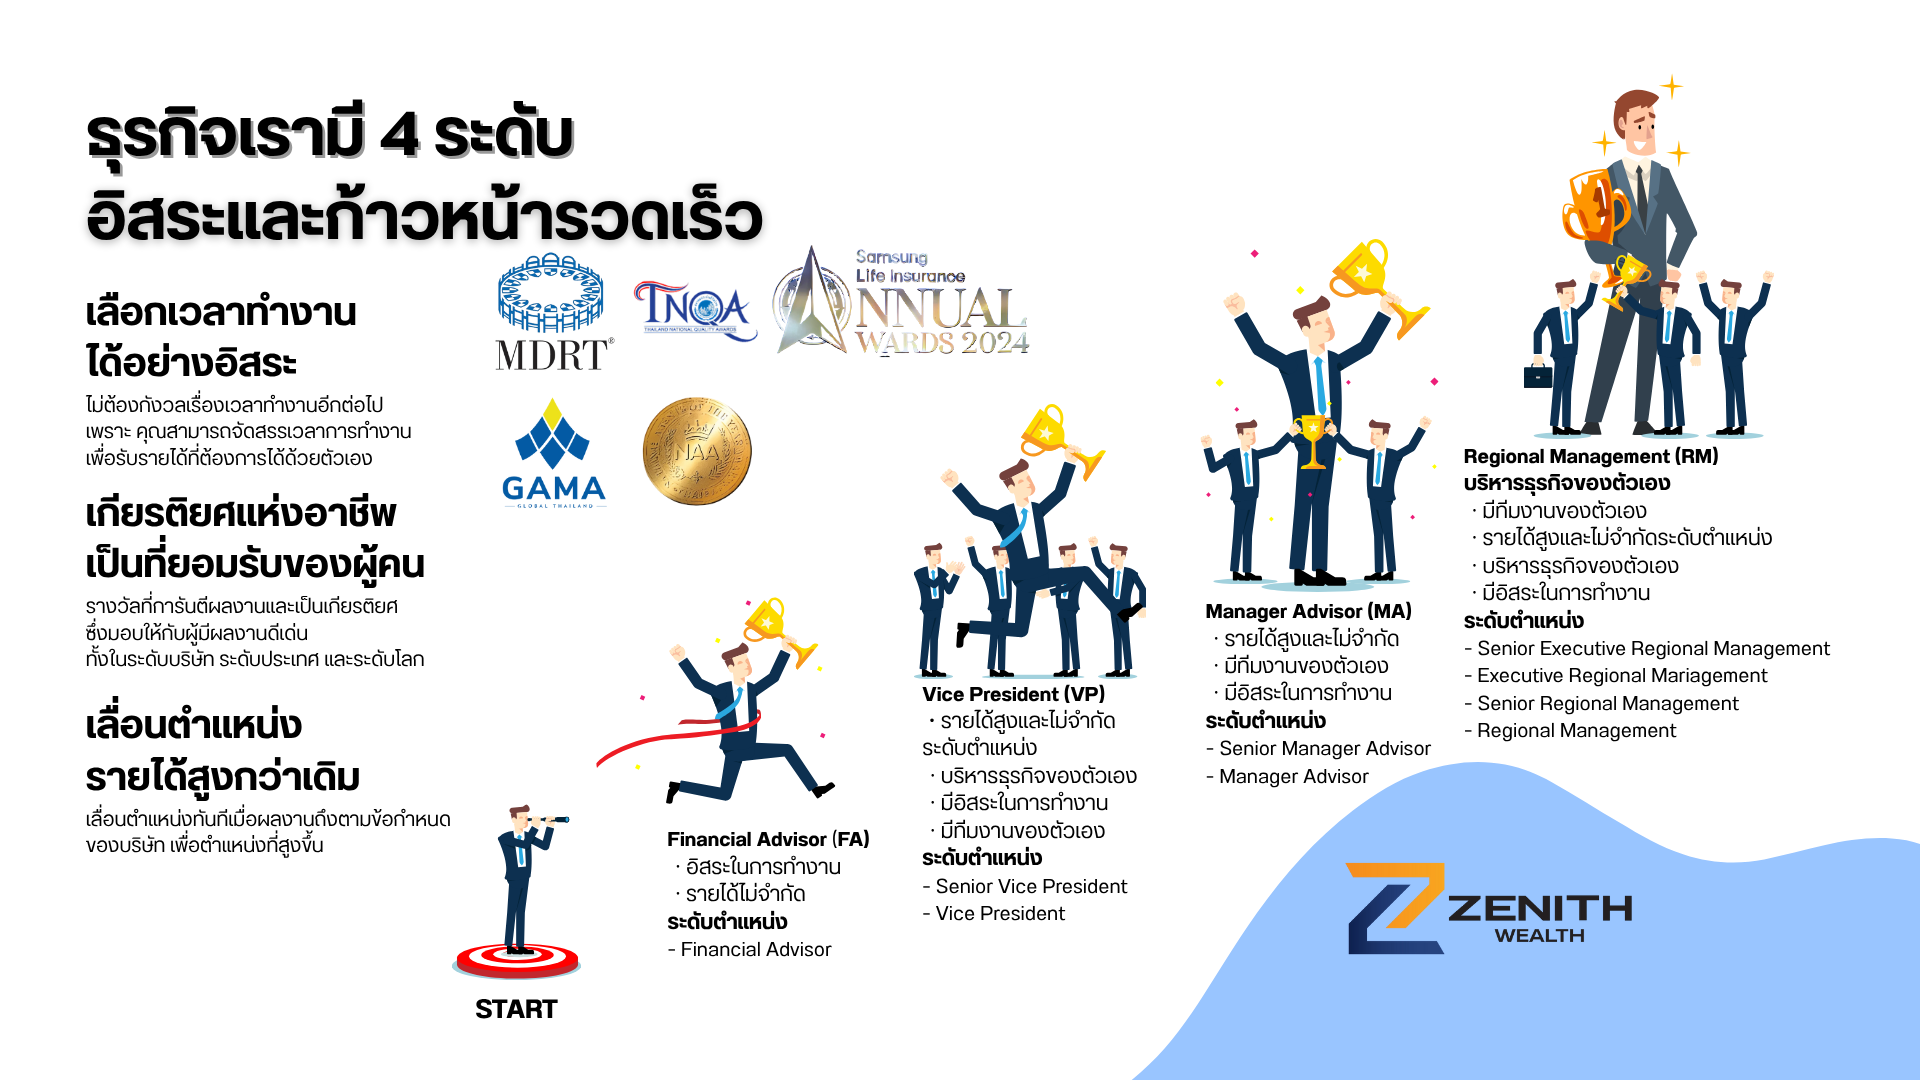 ธุรกิจเรามี 4 ระดับ
อิสระและก้าวหน้ารวดเร็ว
เลือกเวลาทำงาน
ได้อย่างอิสระ
ไม่ต้องกังวลเรื่องเวลาทำงานอีกต่อไป
เพราะ คุณสามารถจัดสรรเวลาการทำงาน
เพื่อรับรายได้ที่ต้องการได้ด้วยตัวเอง
เกียรติยศแห่งอาชีพ
เป็นที่ยอมรับของผู้คน
รางวัลที่การันตีผลงานและเป็นเกียรติยศ
ซึ่งมอบให้กับผู้มีผลงานดีเด่น
ทั้งในระดับบริษัท ระดับประเทศ และระดับโลก
เลื่อนตำแหน่ง
รายได้สูงกว่าเดิม
เลื่อนตำแหน่งทันทีเมื่อผลงานถึงตามข้อกำหนด
ของบริษัท เพื่อตำแหน่งที่สูงขึ้น
MDRT®
TNQA
THAILAND NATIONAL QUALITY AWARDS
Samsung
Life Insurance
ANNUAL
AWARDS 2024
GAMA
GLOBAL THAILAND
NAA
START
Financial Advisor (FA)
· อิสระในการทำงาน
· รายได้ไม่จำกัด
ระดับตำแหน่ง
- Financial Advisor
Vice President (VP)
• รายได้สูงและไม่จำกัด
ระดับตำแหน่ง
· บริหารธุรกิจของตัวเอง
· มีอิสระในการทำงาน
· มีทีมงานของตัวเอง
ระดับตำแหน่ง
- Senior Vice President
- Vice President
Manager Advisor (MA)
· รายได้สูงและไม่จำกัด
· มีทีมงานของตัวเอง
· มีอิสระในการทำงาน
ระดับตำแหน่ง
- Senior Manager Advisor
- Manager Advisor
1
Regional Management (RM)
บริหารธุรกิจของตัวเอง
· มีทีมงานของตัวเอง
· รายได้สูงและไม่จำกัดระดับตำแหน่ง
· บริหารธุรกิจของตัวเอง
· มีอิสระในการทำงาน
ระดับตำแหน่ง
- Senior Executive Regional Management
- Executive Regional Mariagement
- Senior Regional Management
- Regional Management
ZENITH
WEALTH